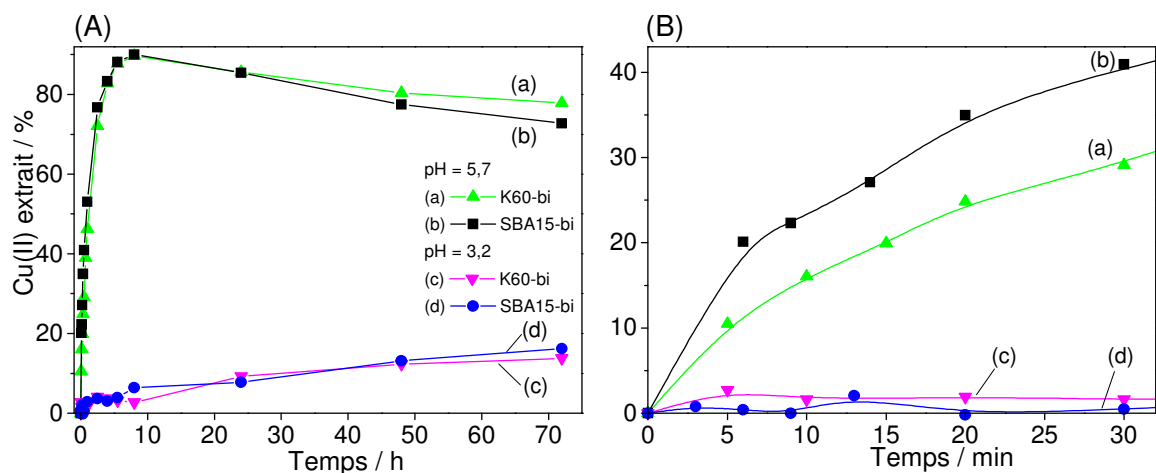 (A)
(B)
Cu(II) extrait / %
80
60
40
20
0
0
10
20
30
40
50
60
70
Temps / h
(a)
(b)
pH = 5,7
(a) K60-bi
(b) SBA15-bi
pH = 3,2
(c) K60-bi
(d) SBA15-bi
(d)
(c)
40
30
20
10
0
0
5
10
15
20
25
30
Temps / min
(b)
(a)
(c)
(d)